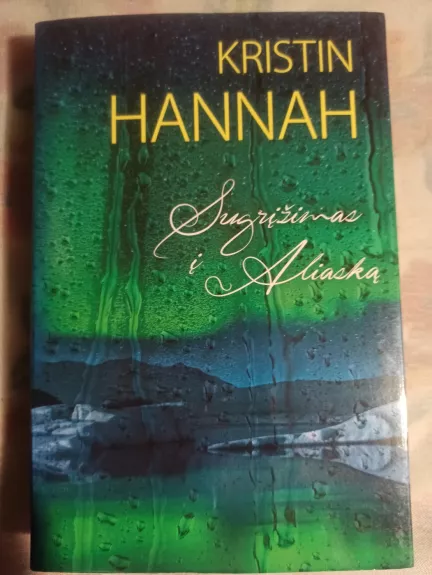 KRISTIN
HANNAH
Sugrįžimas
į Aliaską